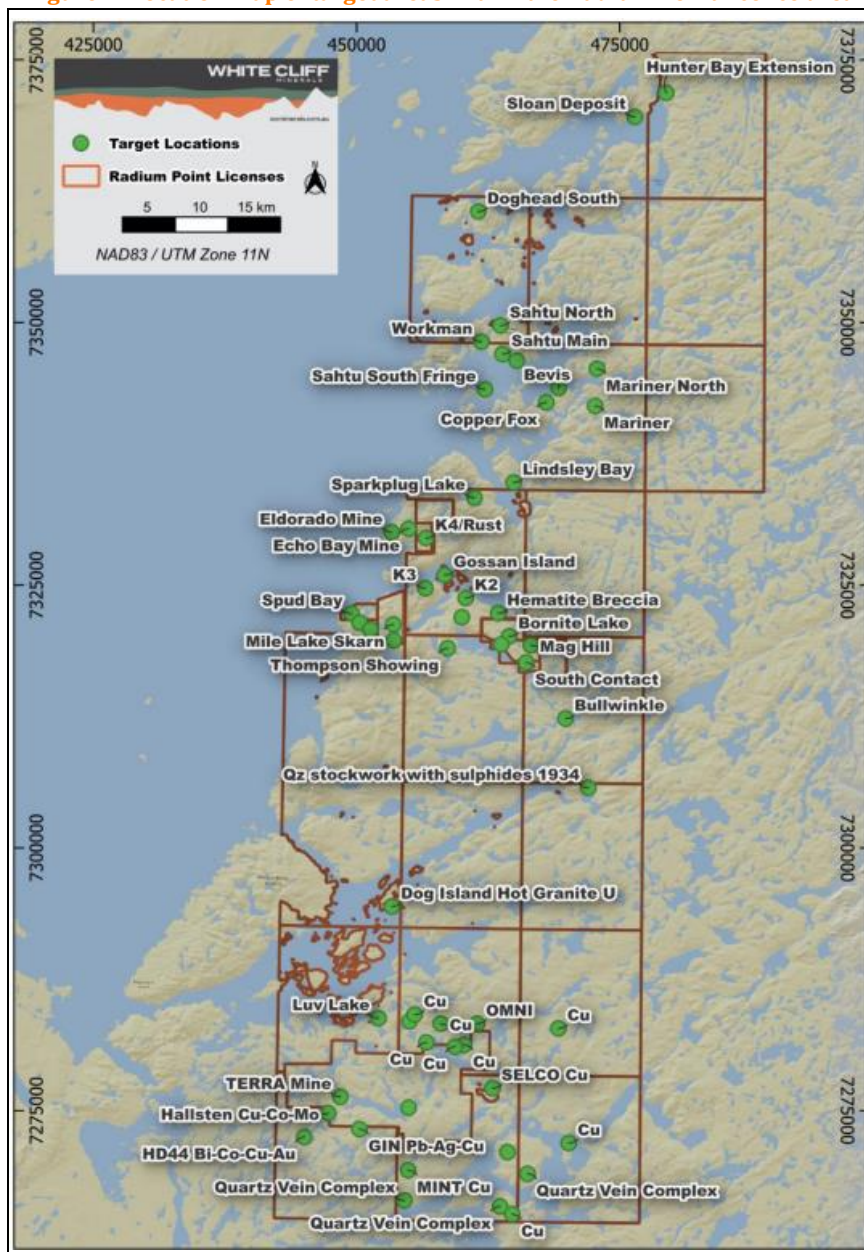 425000
450000
475000
7375000
7375000
WHITE CLIFF
MINERALS
Target Locations
Radium Point Licenses
N
5 10 15 km
NAD83 / UTM Zone 11N
Hunter Bay Extension
Sloan Deposit
Doghead South
7350000
7350000
Sahtu North
Workman
Sahtu Main
Sahtu South Fringe
Bevis
Mariner North
Copper Fox
Mariner
Lindsley Bay
Sparkplug Lake
Eldorado Mine
K4/Rust
Echo Bay Mine
Gossan Island
7325000
7325000
K3
K2
Spud Bay
Hematite Breccia
Bornite Lake
Mile Lake Skarn
Mag Hill
Thompson Showing
South Contact
Bullwinkle
Qz stockwork with sulphides 1934
7300000
7300000
Dog Island Hot Granite U
Luv Lake
Cu
OMNI
Cu
Cu
Cu
Cu
Cu
SELCO Cu
TERRA Mine
7275000
7275000
Hallsten Cu-Co-Mo
Cu
HD44 Bi-Co-Cu-Au
GIN Pb-Ag-Cu
Quartz Vein Complex
MINT Cu
Quartz Vein Complex
Quartz Vein Complex
Cu